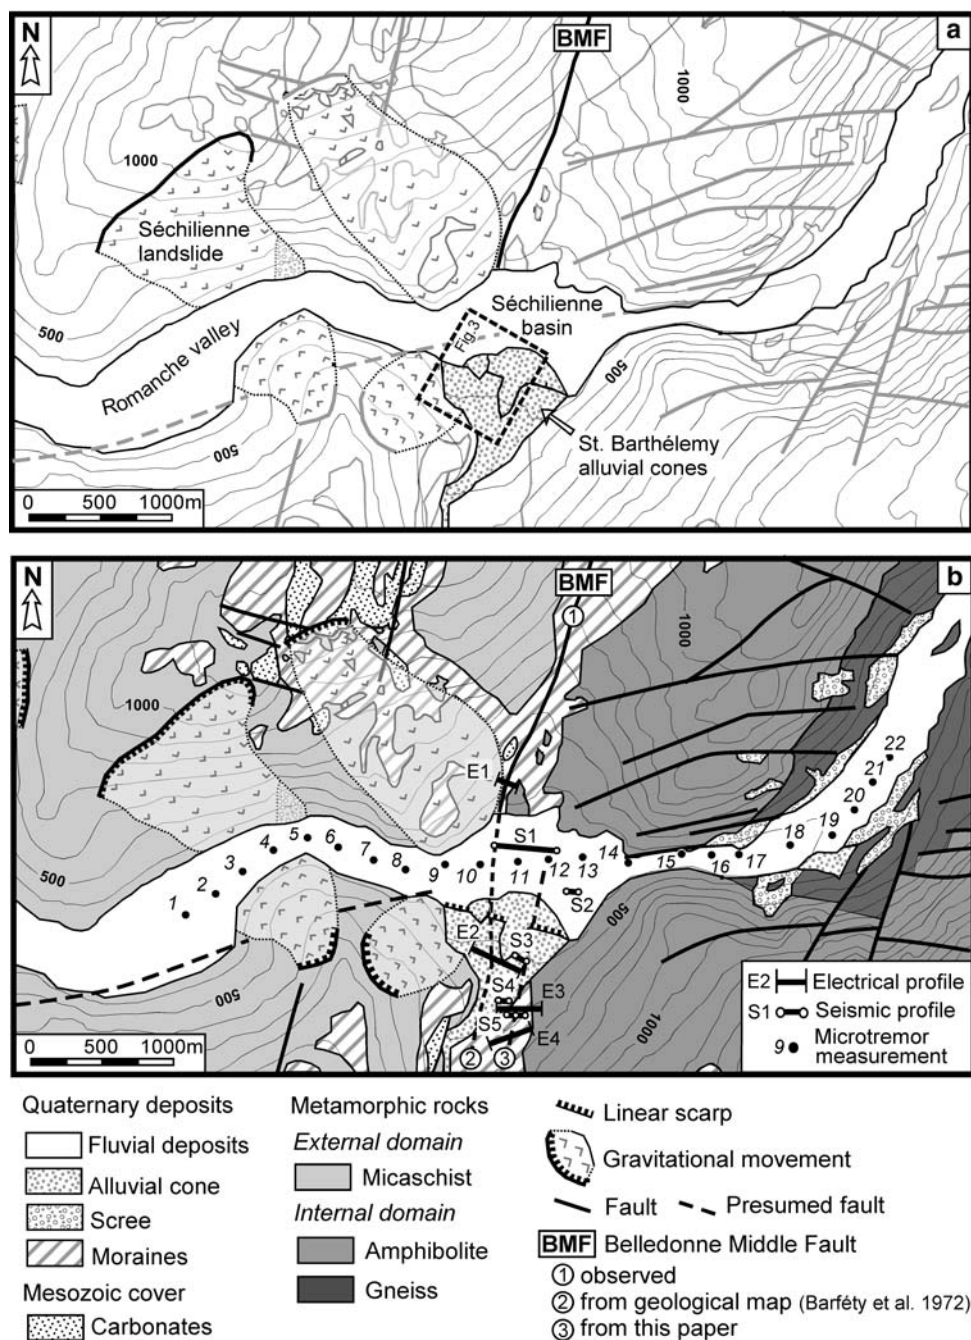 N
BMF
a
1000
1000
Séchilienne
landslide
Séchilienne
basin
500
Fig.3
Romanche valley
500
500
St. Barthélemy
alluvial cones
0 500 1000m
N
BMF
b
1
1000
1000
E1
22
21
20
19
18
S1
1 2 3 4 5 6 7 8 9 10 11 12 13 14 15 16 17
S2
500
500
500
E2
S3
S4
E3
S5
E4
2 3
1000
0 500 1000m
E2 Electrical profile
S1 Seismic profile
9 Microtremor
measurement
Quaternary deposits
Fluvial deposits
Alluvial cone
Scree
Moraines
Mesozoic cover
Carbonates
Metamorphic rocks
External domain
Micaschist
Internal domain
Amphibolite
Gneiss
Linear scarp
Gravitational movement
Fault Presumed fault
BMF Belledonne Middle Fault
1 observed
2 from geological map (Barféty et al. 1972)
3 from this paper